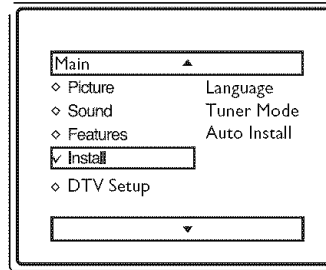 Main
Picture
Language
Sound
Tuner Mode
Features
Auto Install
Install
DTV Setup